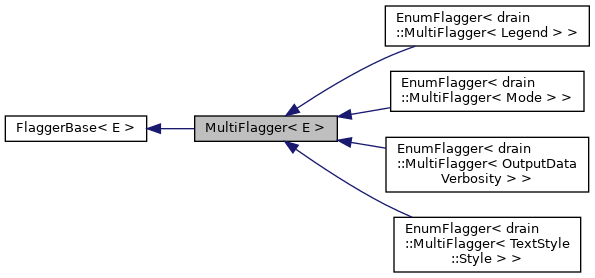 EnumFlagger< drain
::MultiFlagger< Legend > >
EnumFlagger< drain
::MultiFlagger< Mode > >
FlaggerBase< E >
MultiFlagger< E >
EnumFlagger< drain
::MultiFlagger< OutputData
Verbosity > >
EnumFlagger< drain
::MultiFlagger< TextStyle
::Style > >